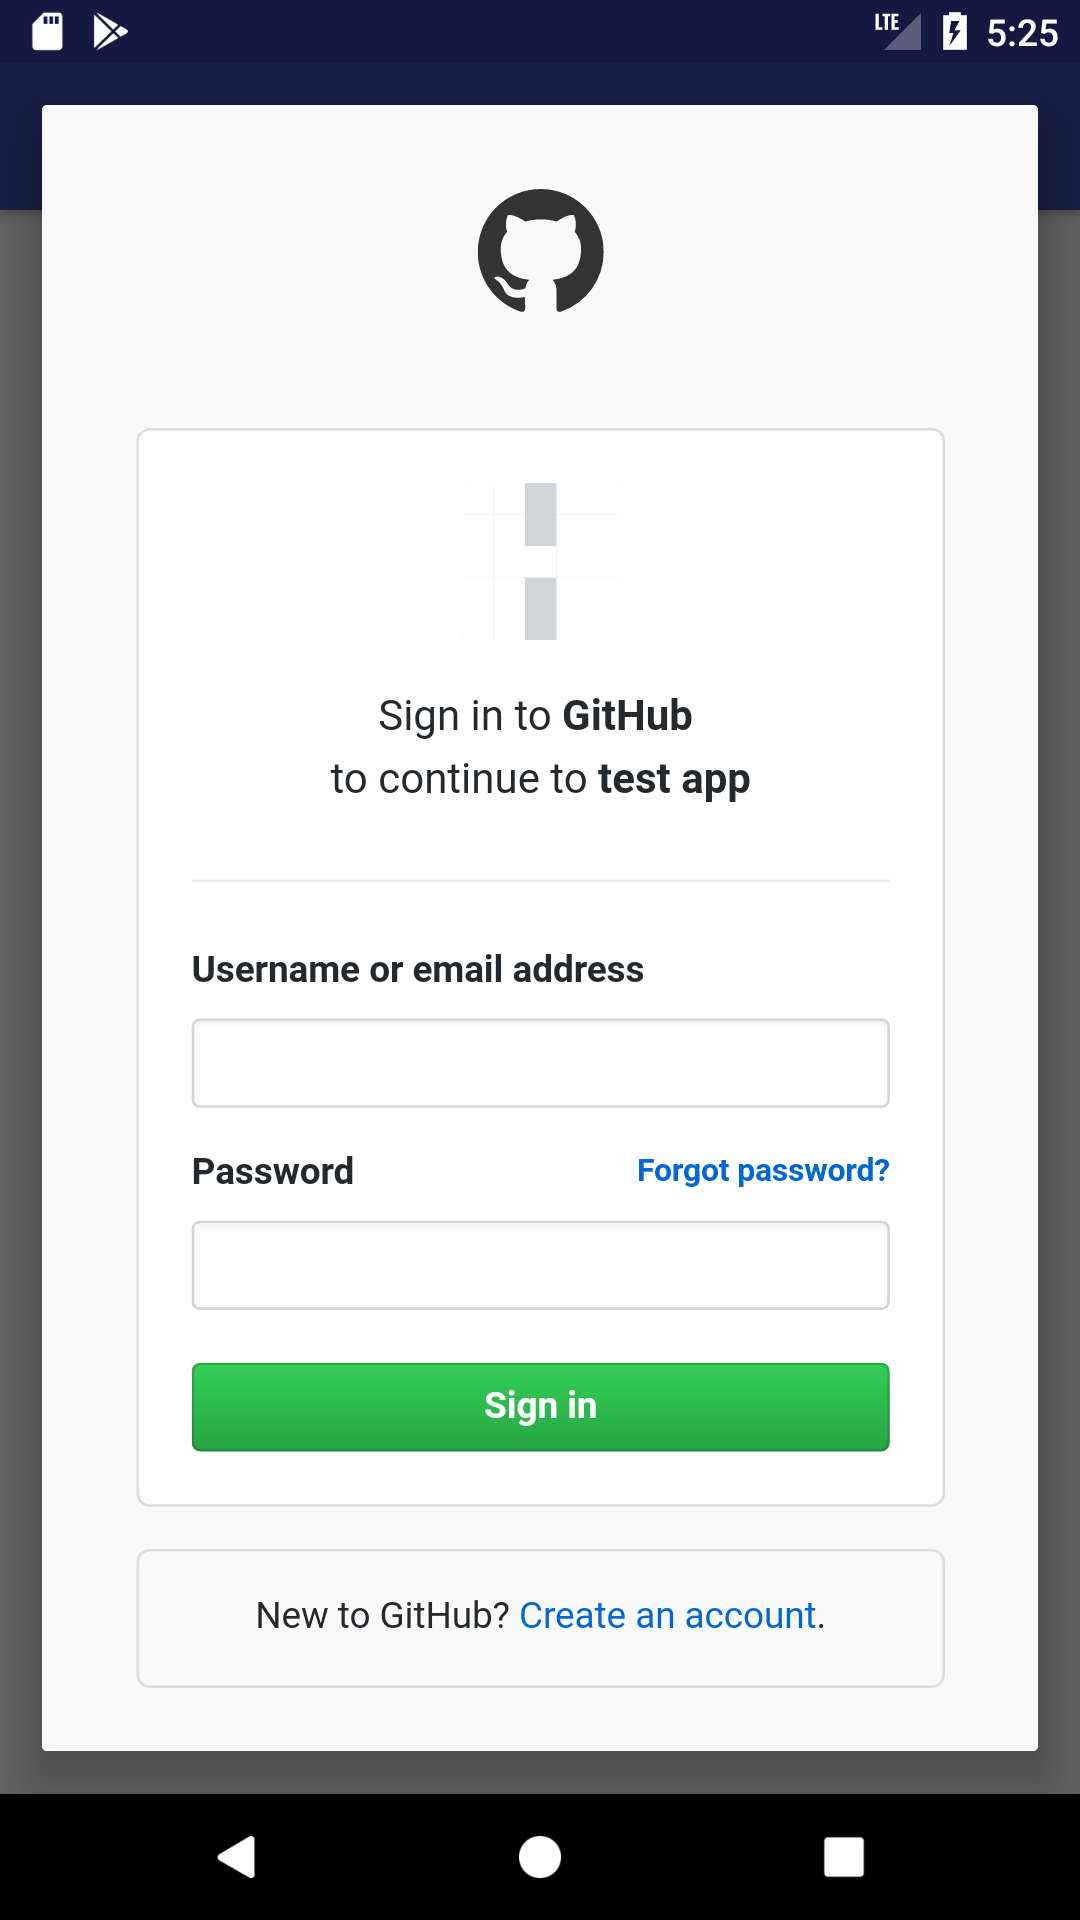 LTE 5:25
Sign in to GitHub
to continue to test app
Username or email address
Password Forgot password?
Sign in
New to GitHub? Create an account.